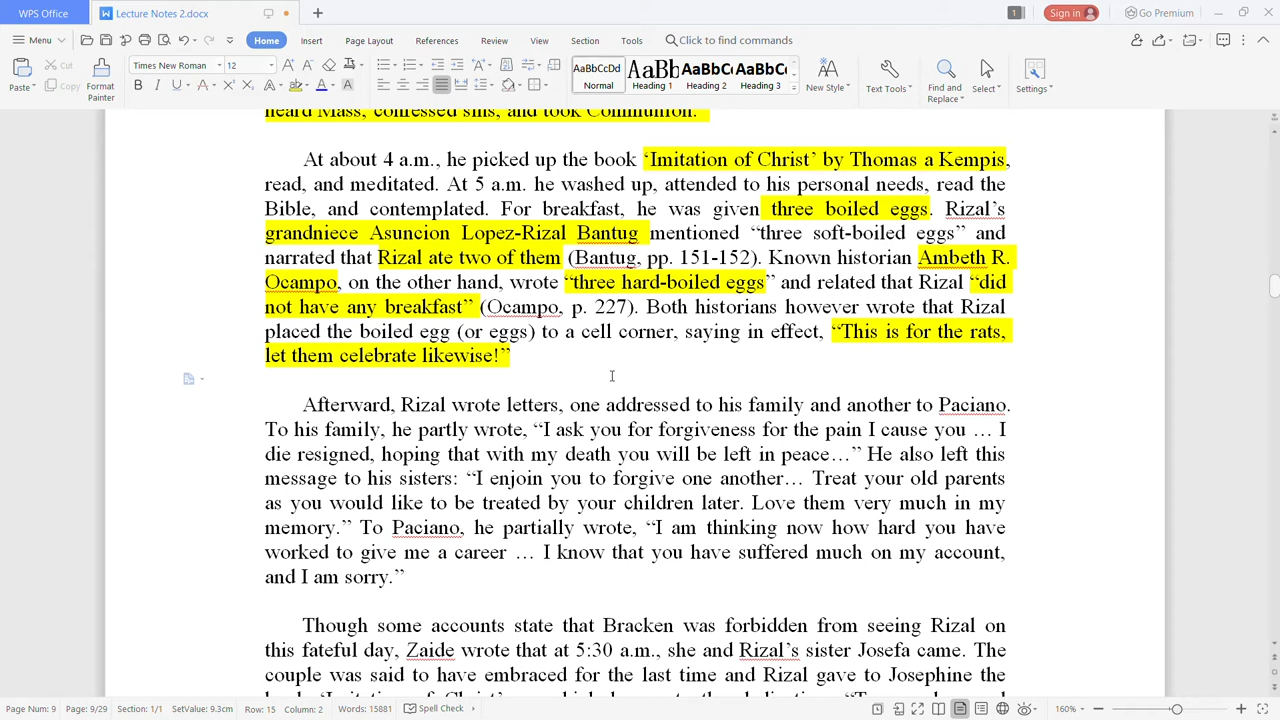 WPS Office
Lecture Notes 2.docx
1
Sign in
Go Premium
Menu
Home
Insert
Page Layout
References
Review
View
Section
Tools
Click to find commands
Paste
Cut
Copy
Format
Painter
Times New Roman
12
AaBbCcDd
Normal
AaBb
Heading 1
AaBbC
Heading 2
AaBbC
Heading 3
New Style
Text Tools
Find and
Replace
Select
Settings
heard Mass, confessed sins, and took Communion.
At about 4 a.m., he picked up the book ‘Imitation of Christ’ by Thomas a Kempis,
read, and meditated. At 5 a.m. he washed up, attended to his personal needs, read the
Bible, and contemplated. For breakfast, he was given three boiled eggs. Rizal’s
grandniece Asuncion Lopez-Rizal Bantug mentioned “three soft-boiled eggs” and
narrated that Rizal ate two of them (Bantug, pp. 151-152). Known historian Ambeth R.
Ocampo, on the other hand, wrote “three hard-boiled eggs” and related that Rizal “did
not have any breakfast” (Ocampo, p. 227). Both historians however wrote that Rizal
placed the boiled egg (or eggs) to a cell corner, saying in effect, “This is for the rats,
let them celebrate likewise!”
Afterward, Rizal wrote letters, one addressed to his family and another to Paciano.
To his family, he partly wrote, “I ask you for forgiveness for the pain I cause you … I
die resigned, hoping that with my death you will be left in peace…” He also left this
message to his sisters: “I enjoin you to forgive one another… Treat your old parents
as you would like to be treated by your children later. Love them very much in my
memory.” To Paciano, he partially wrote, “I am thinking now how hard you have
worked to give me a career … I know that you have suffered much on my account,
and I am sorry.”
Though some accounts state that Bracken was forbidden from seeing Rizal on
this fateful day, Zaide wrote that at 5:30 a.m., she and Rizal’s sister Josefa came. The
couple was said to have embraced for the last time and Rizal gave to Josephine the
Page Num: 9
Page: 9/29
Section: 1/1
SetValue: 9.3cm
Row: 15
Column: 2
Words: 15881
Spell Check
160%